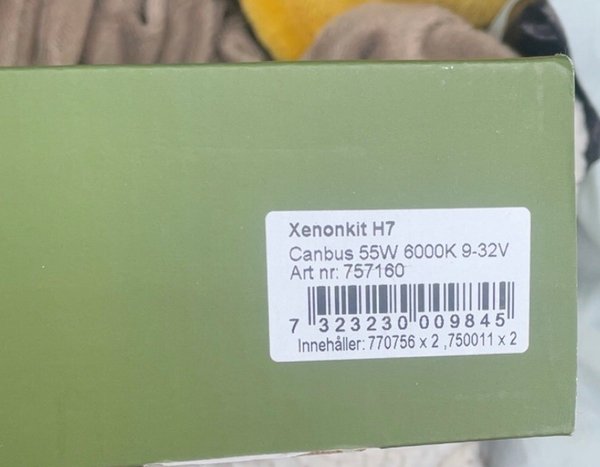 Xenonkit H7
Canbus 55W 6000K 9-32V
Art nr: 757160
7 323230 009845
Innehåller: 770756 x 2 ,750011 x 2